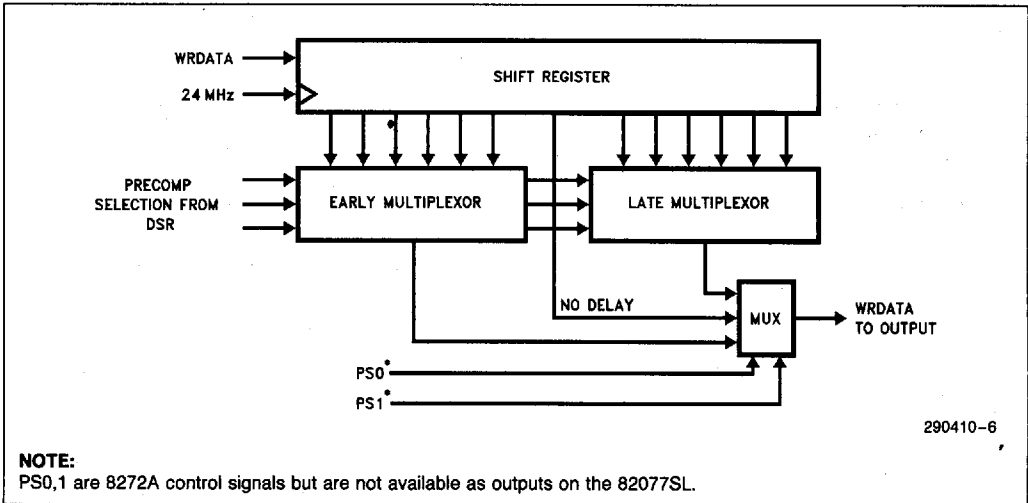 WRDATA
SHIFT REGISTER
24 MHz
PRECOMP
SELECTION FROM
DSR
EARLY MULTIPLEXOR
LATE MULTIPLEXOR
NO DELAY
MUX
WRDATA
TO OUTPUT
PS0*
PS1*
290410-6
NOTE:
PS0,1 are 8272A control signals but are not available as outputs on the 82077SL.